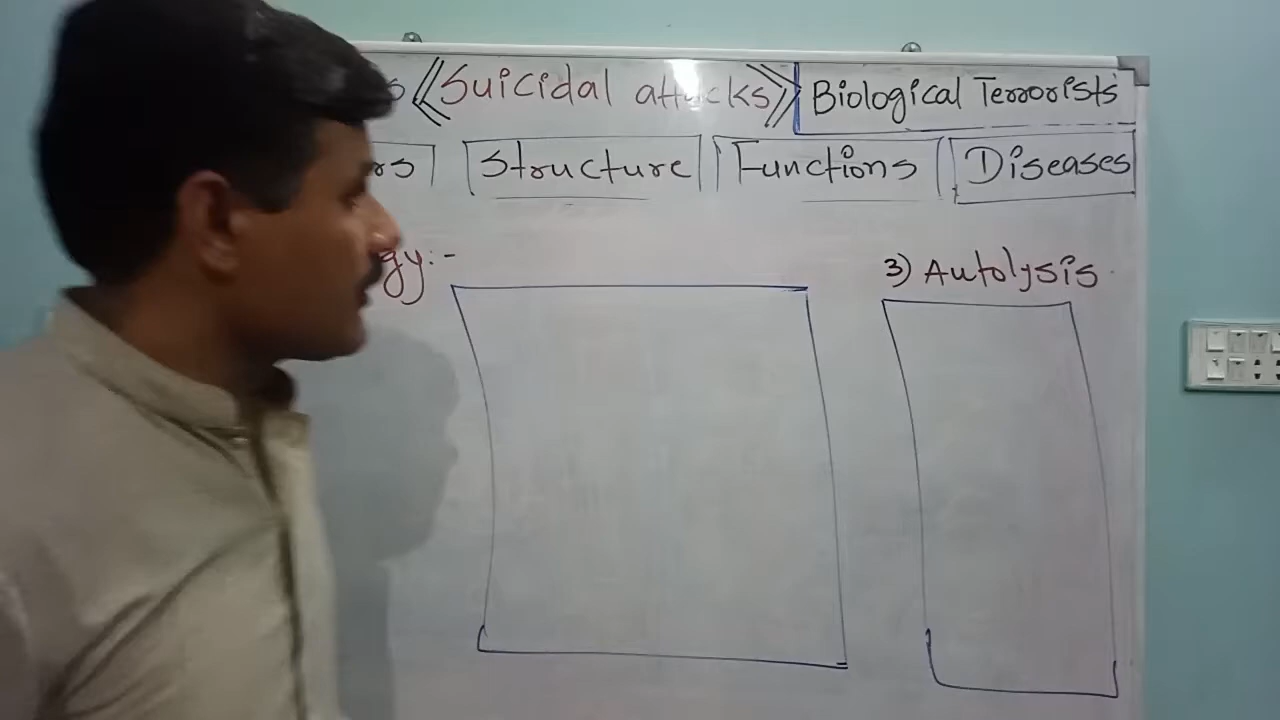 《Suicidal attacks》 Biological Terrorists
Structure Functions Diseases
3) Autolysis